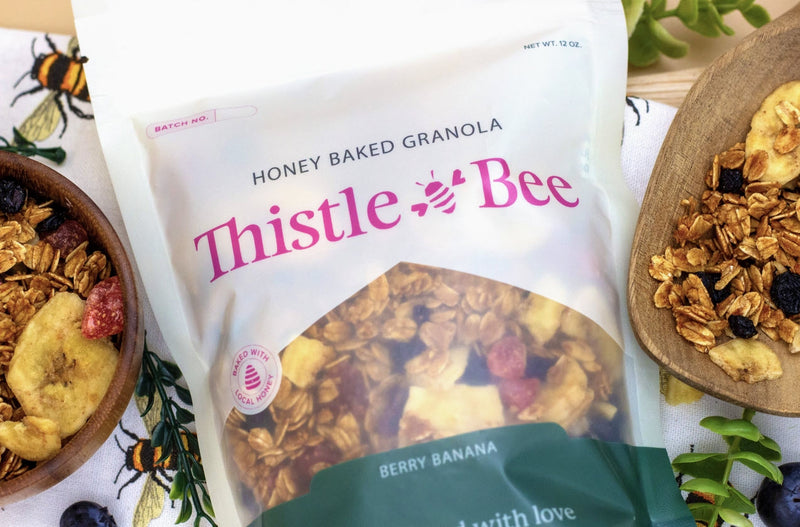 NET WT. 12 OZ.
BATCH NO.
HONEY BAKED GRANOLA
Thistle Bee
BAKED WITH
LOCAL HONEY
BERRY BANANA
with love